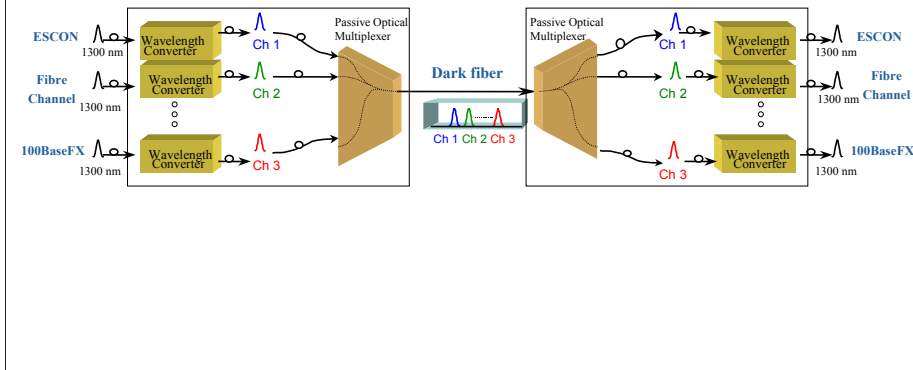 ESCON
1300 nm
Wavelength
Converter
Ch 1
Passive Optical
Multiplexer
Fibre
Channel
1300 nm
Wavelength
Converter
Ch 2
100BaseFX
1300 nm
Wavelength
Converter
Ch 3
Dark fiber
Ch 1 Ch 2 Ch 3
Passive Optical
Multiplexer
Ch 1
Wavelength
Converter
1300 nm
ESCON
Ch 2
Wavelength
Converter
1300 nm
Fibre
Channel
Ch 3
Wavelength
Converter
1300 nm
100BaseFX